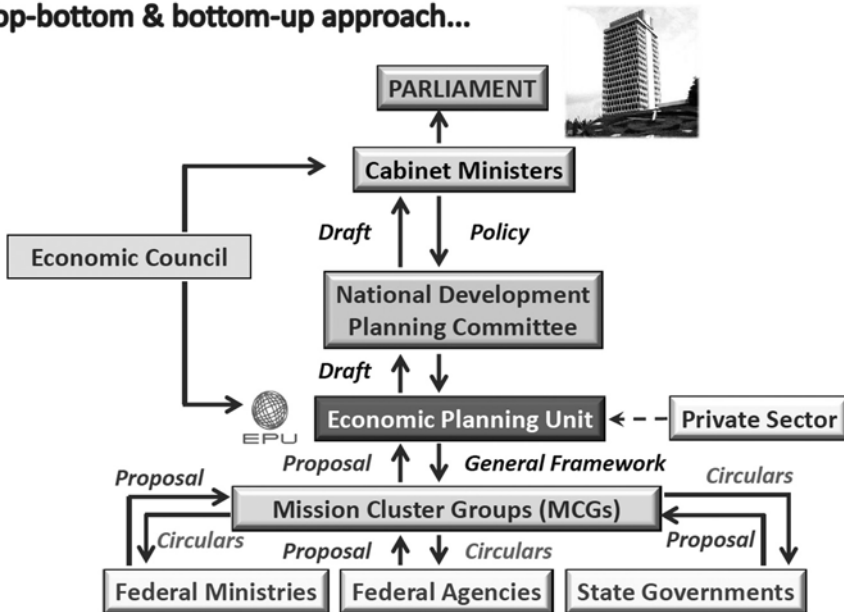 op-bottom & bottom-up approach...
PARLIAMENT
Cabinet Ministers
Draft
Policy
Economic Council
National Development
Planning Committee
Draft
EPU
Economic Planning Unit
Private Sector
Proposal
General Framework
Proposal
Circulars
Mission Cluster Groups (MCGs)
Circulars
Proposal
Circulars
Proposal
Federal Ministries
Federal Agencies
State Governments